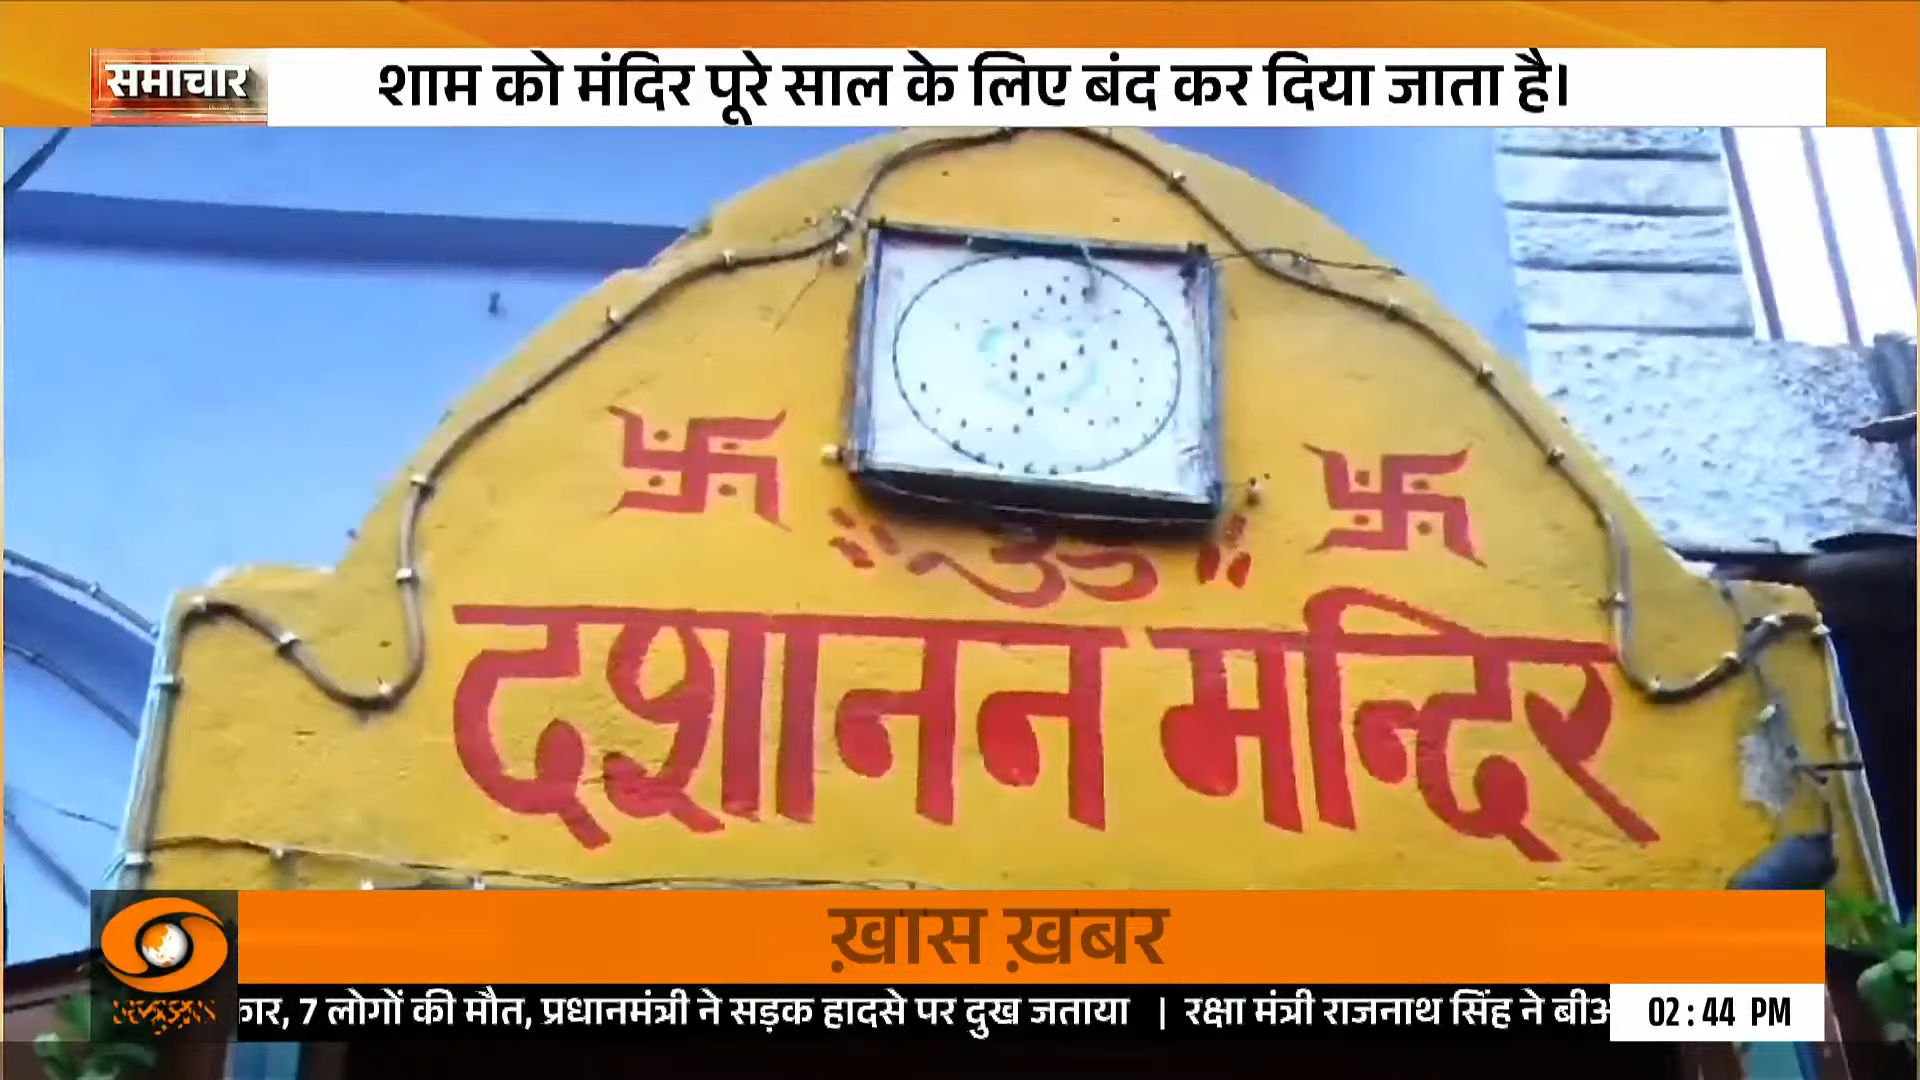 समाचार
शाम को मंदिर पूरे साल के लिए बंद कर दिया जाता है।
ॐ
दशानन मन्दिर
ख़ास ख़बर
कार, 7 लोगों की मौत, प्रधानमंत्री ने सड़क हादसे पर दुख जताया | रक्षा मंत्री राजनाथ सिंह ने
02:44 PM